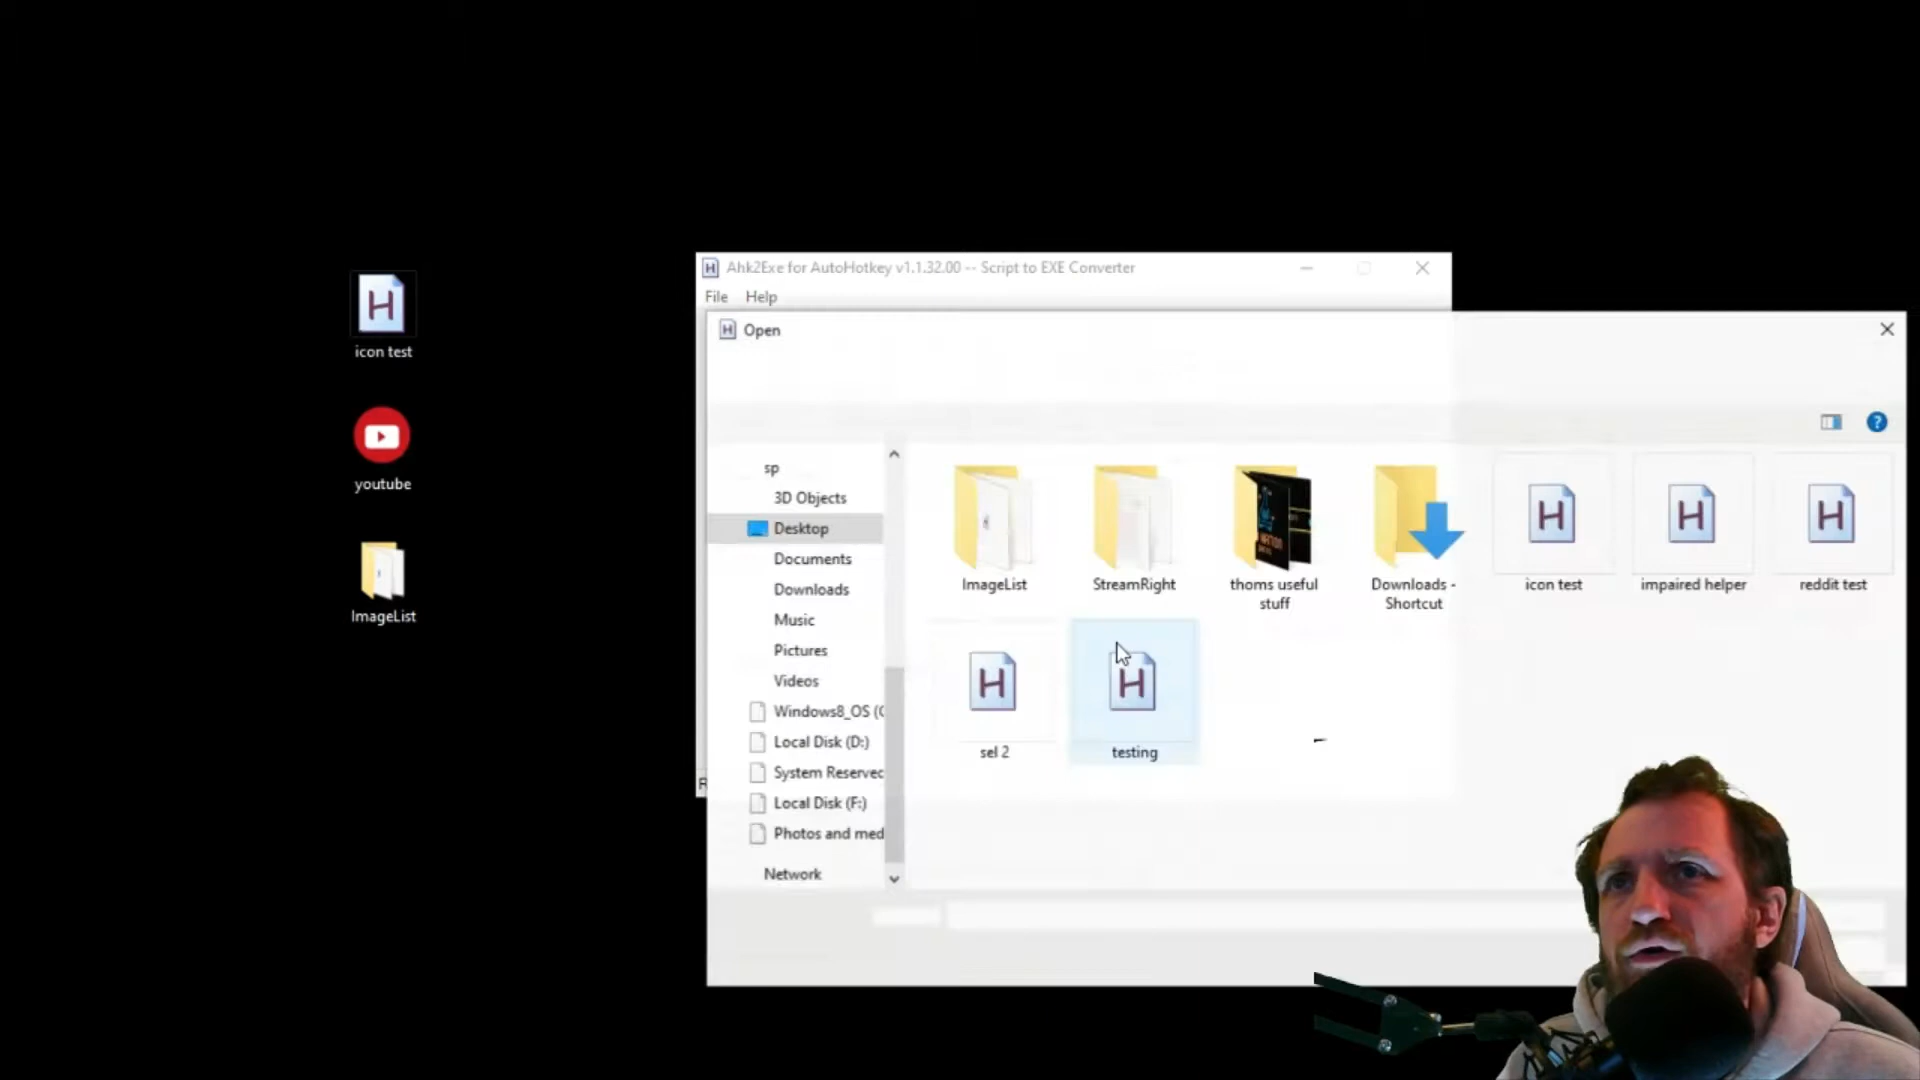 icon test
youtube
ImageList
H Ahk2Exe for AutoHotkey v1.1.32.00 -- Script to EXE Converter
File Help
H Open
?
sp
3D Objects
Desktop
Documents
Downloads
Music
Pictures
Videos
Windows8_OS (C
Local Disk (D:)
System Reserved
Local Disk (F:)
Photos and med
Network
ImageList
StreamRight
thoms useful
stuff
Downloads -
Shortcut
H
icon test
H
impaired helper
H
reddit test
H
sel 2
H
testing
R